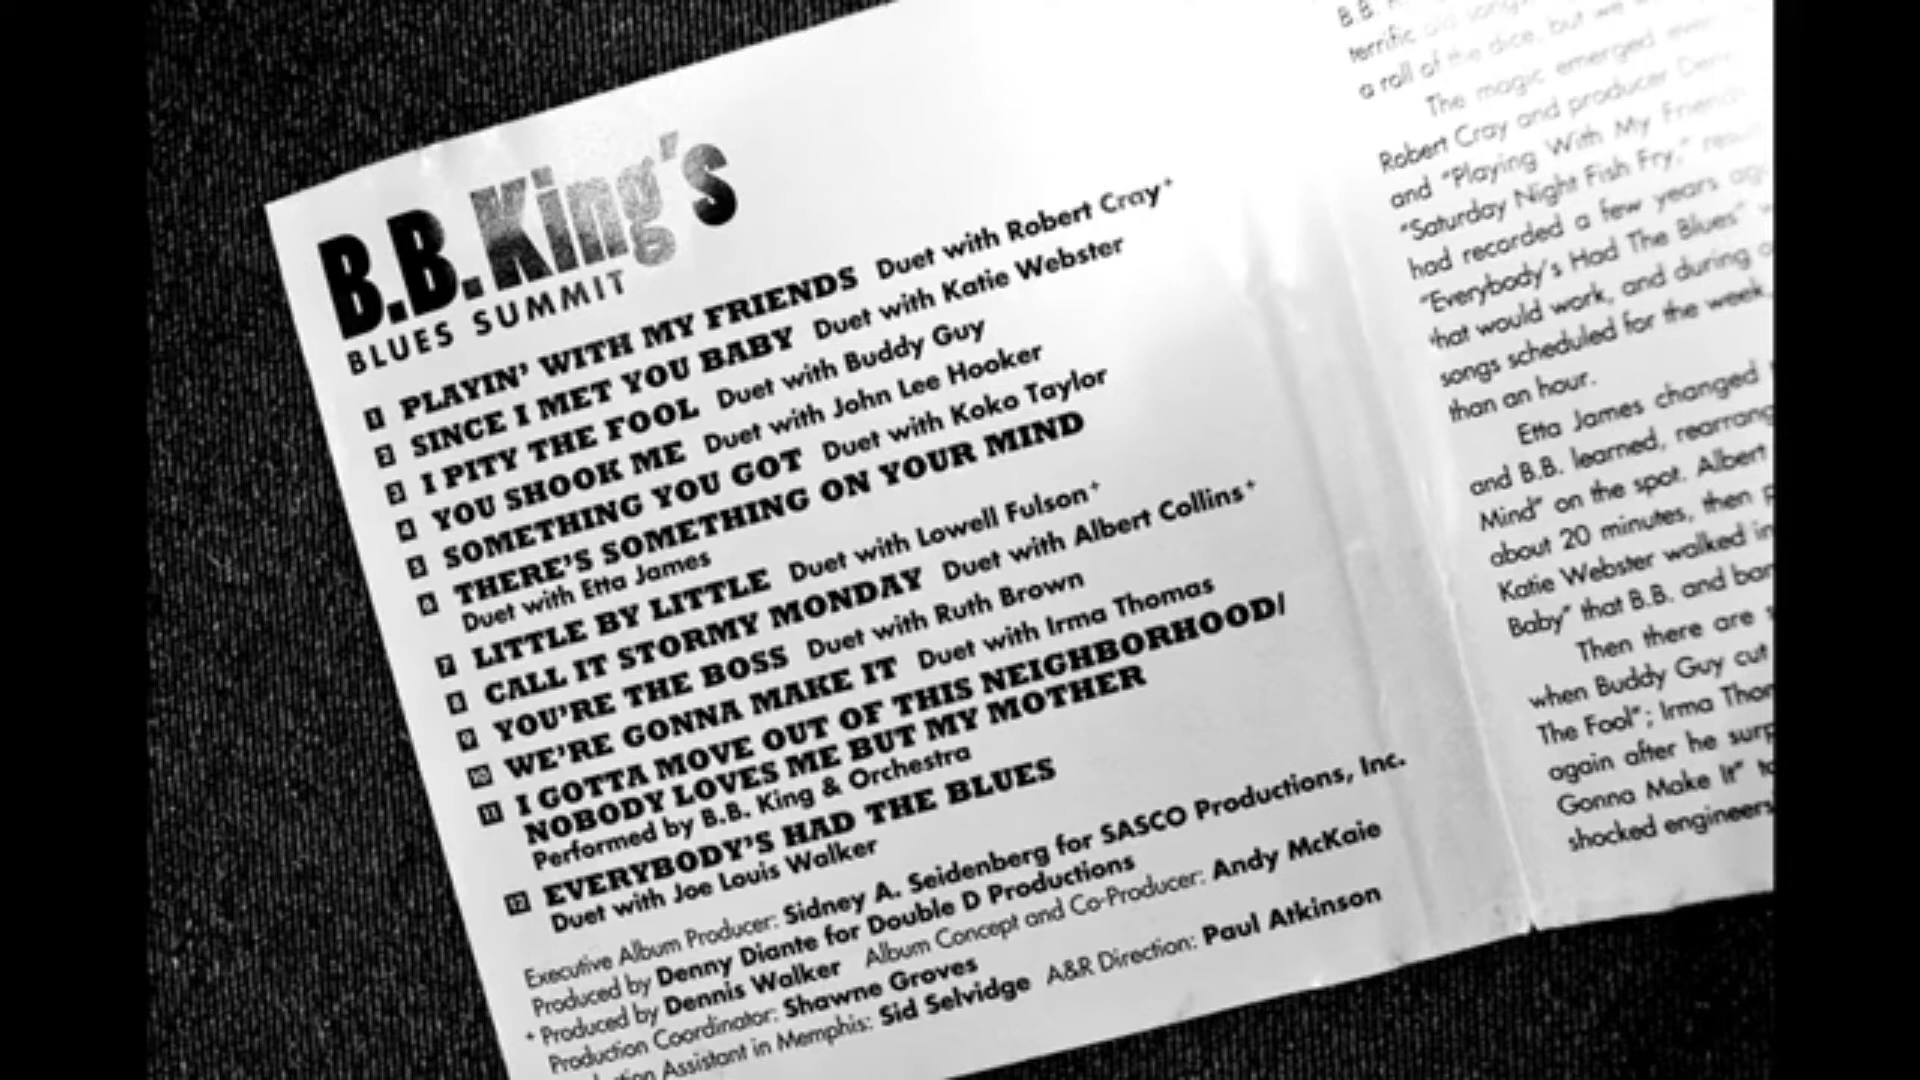 B.B. King's
BLUES SUMMIT
1 PLAYIN' WITH MY FRIENDS Duet with Robert Cray+
2 SINCE I MET YOU BABY Duet with Katie Webster
3 I PITY THE FOOL Duet with Buddy Guy
4 YOU SHOOK ME Duet with John Lee Hooker
5 SOMETHING YOU GOT Duet with Koko Taylor
6 THERE'S SOMETHING ON YOUR MIND
Duet with Etta James
7 LITTLE BY LITTLE Duet with Lowell Fulson+
8 CALL IT STORMY MONDAY Duet with Albert Collins+
9 YOU'RE THE BOSS Duet with Ruth Brown
10 WE'RE GONNA MAKE IT Duet with Irma Thomas
11 I GOTTA MOVE OUT OF THIS NEIGHBORHOOD/
NOBODY LOVES ME BUT MY MOTHER
Performed by B.B. King & Orchestra
12 EVERYBODY'S HAD THE BLUES
Duet with Joe Louis Walker
Executive Album Producer: Sidney A. Seidenberg for SASCO Productions, Inc.
Produced by Denny Diante for Double D Productions
+ Produced by Dennis Walker Album Concept and Co-Producer: Andy McKaie
Production Coordinator: Shawne Groves
Assistant in Memphis: Sid Selvidge A&R Direction: Paul Atkinson
B.B.
terrific old songs
a roll of the dice, but we
The magic emerged
Robert Cray and producer
and "Playing With My Friends
"Saturday Night Fish Fry,"
had recorded a few years
"Everybody's Had The Blues"
that would work, and during
songs scheduled for the week,
than an hour.
Etta James changed
and B.B. learned,
Mind" on the spot. Albert
about 20 minutes, then
Katie Webster walked
Baby" that B.B. and
Then there are
when Buddy Guy cut
The Fool"; Irma
again after he
Gonna Make It"
shocked engineers